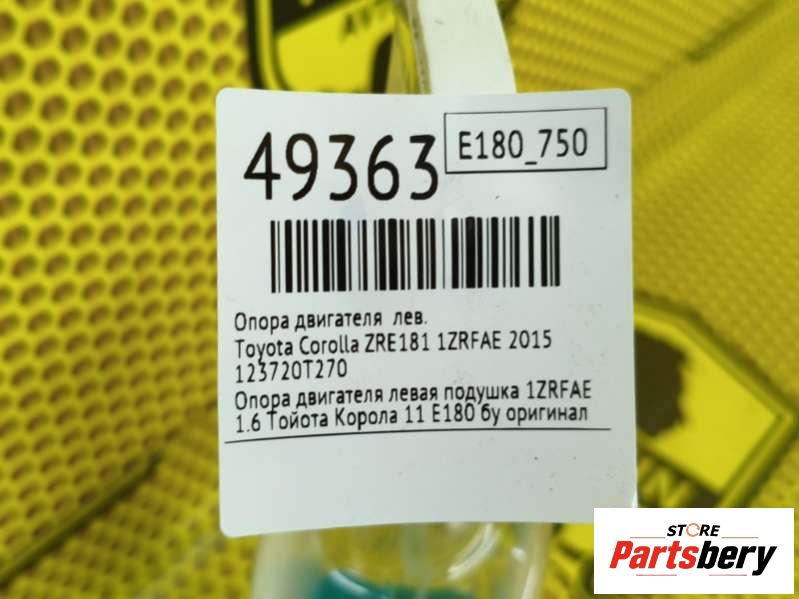 49363
E180_750
Опора двигателя лев.
Toyota Corolla ZRE181 1ZRFAE 2015
123720T270
Опора двигателя левая подушка 1ZRFAE
1.6 Тойота Корола 11 Е180 бу оригинал
STORE
Partsbery